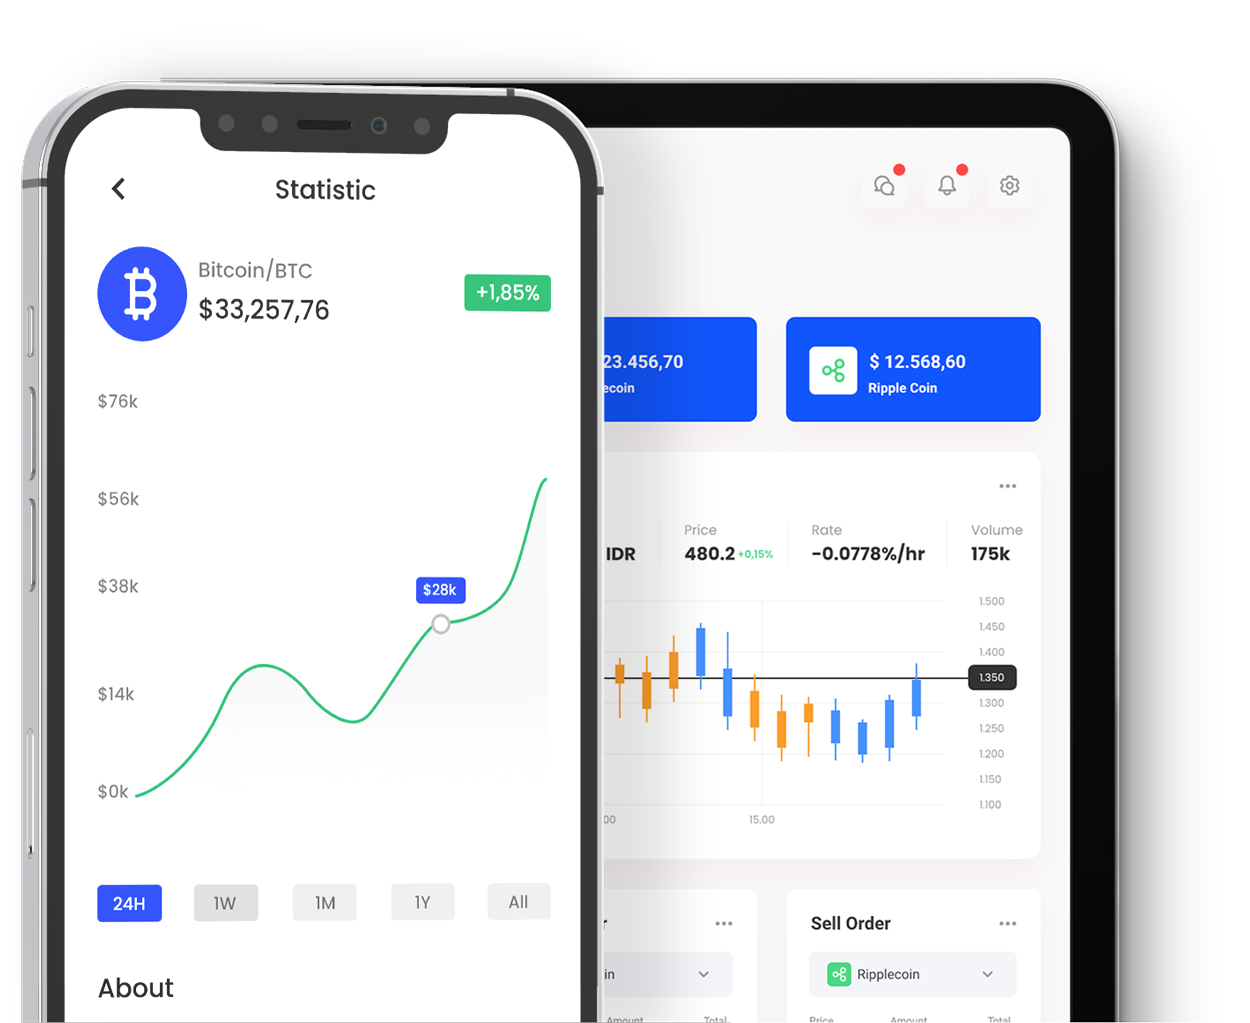 Statistic
Bitcoin/BTC
$33,257,76
+1,85%
$76k
$56k
$38k
$28k
$14k
$0k
24H
1W
1M
1Y
All
About
23.456,70
ecoin
$ 12.568,60
Ripple Coin
Price
Rate
Volume
IDR
480.2 +0,15%
-0.0778%/hr
175k
1.500
1.450
1.400
1.350
1.300
1.250
1.200
1.150
1.100
00
15.00
r
Sell Order
in
Ripplecoin
Amount
Total
Price
Amount
Total